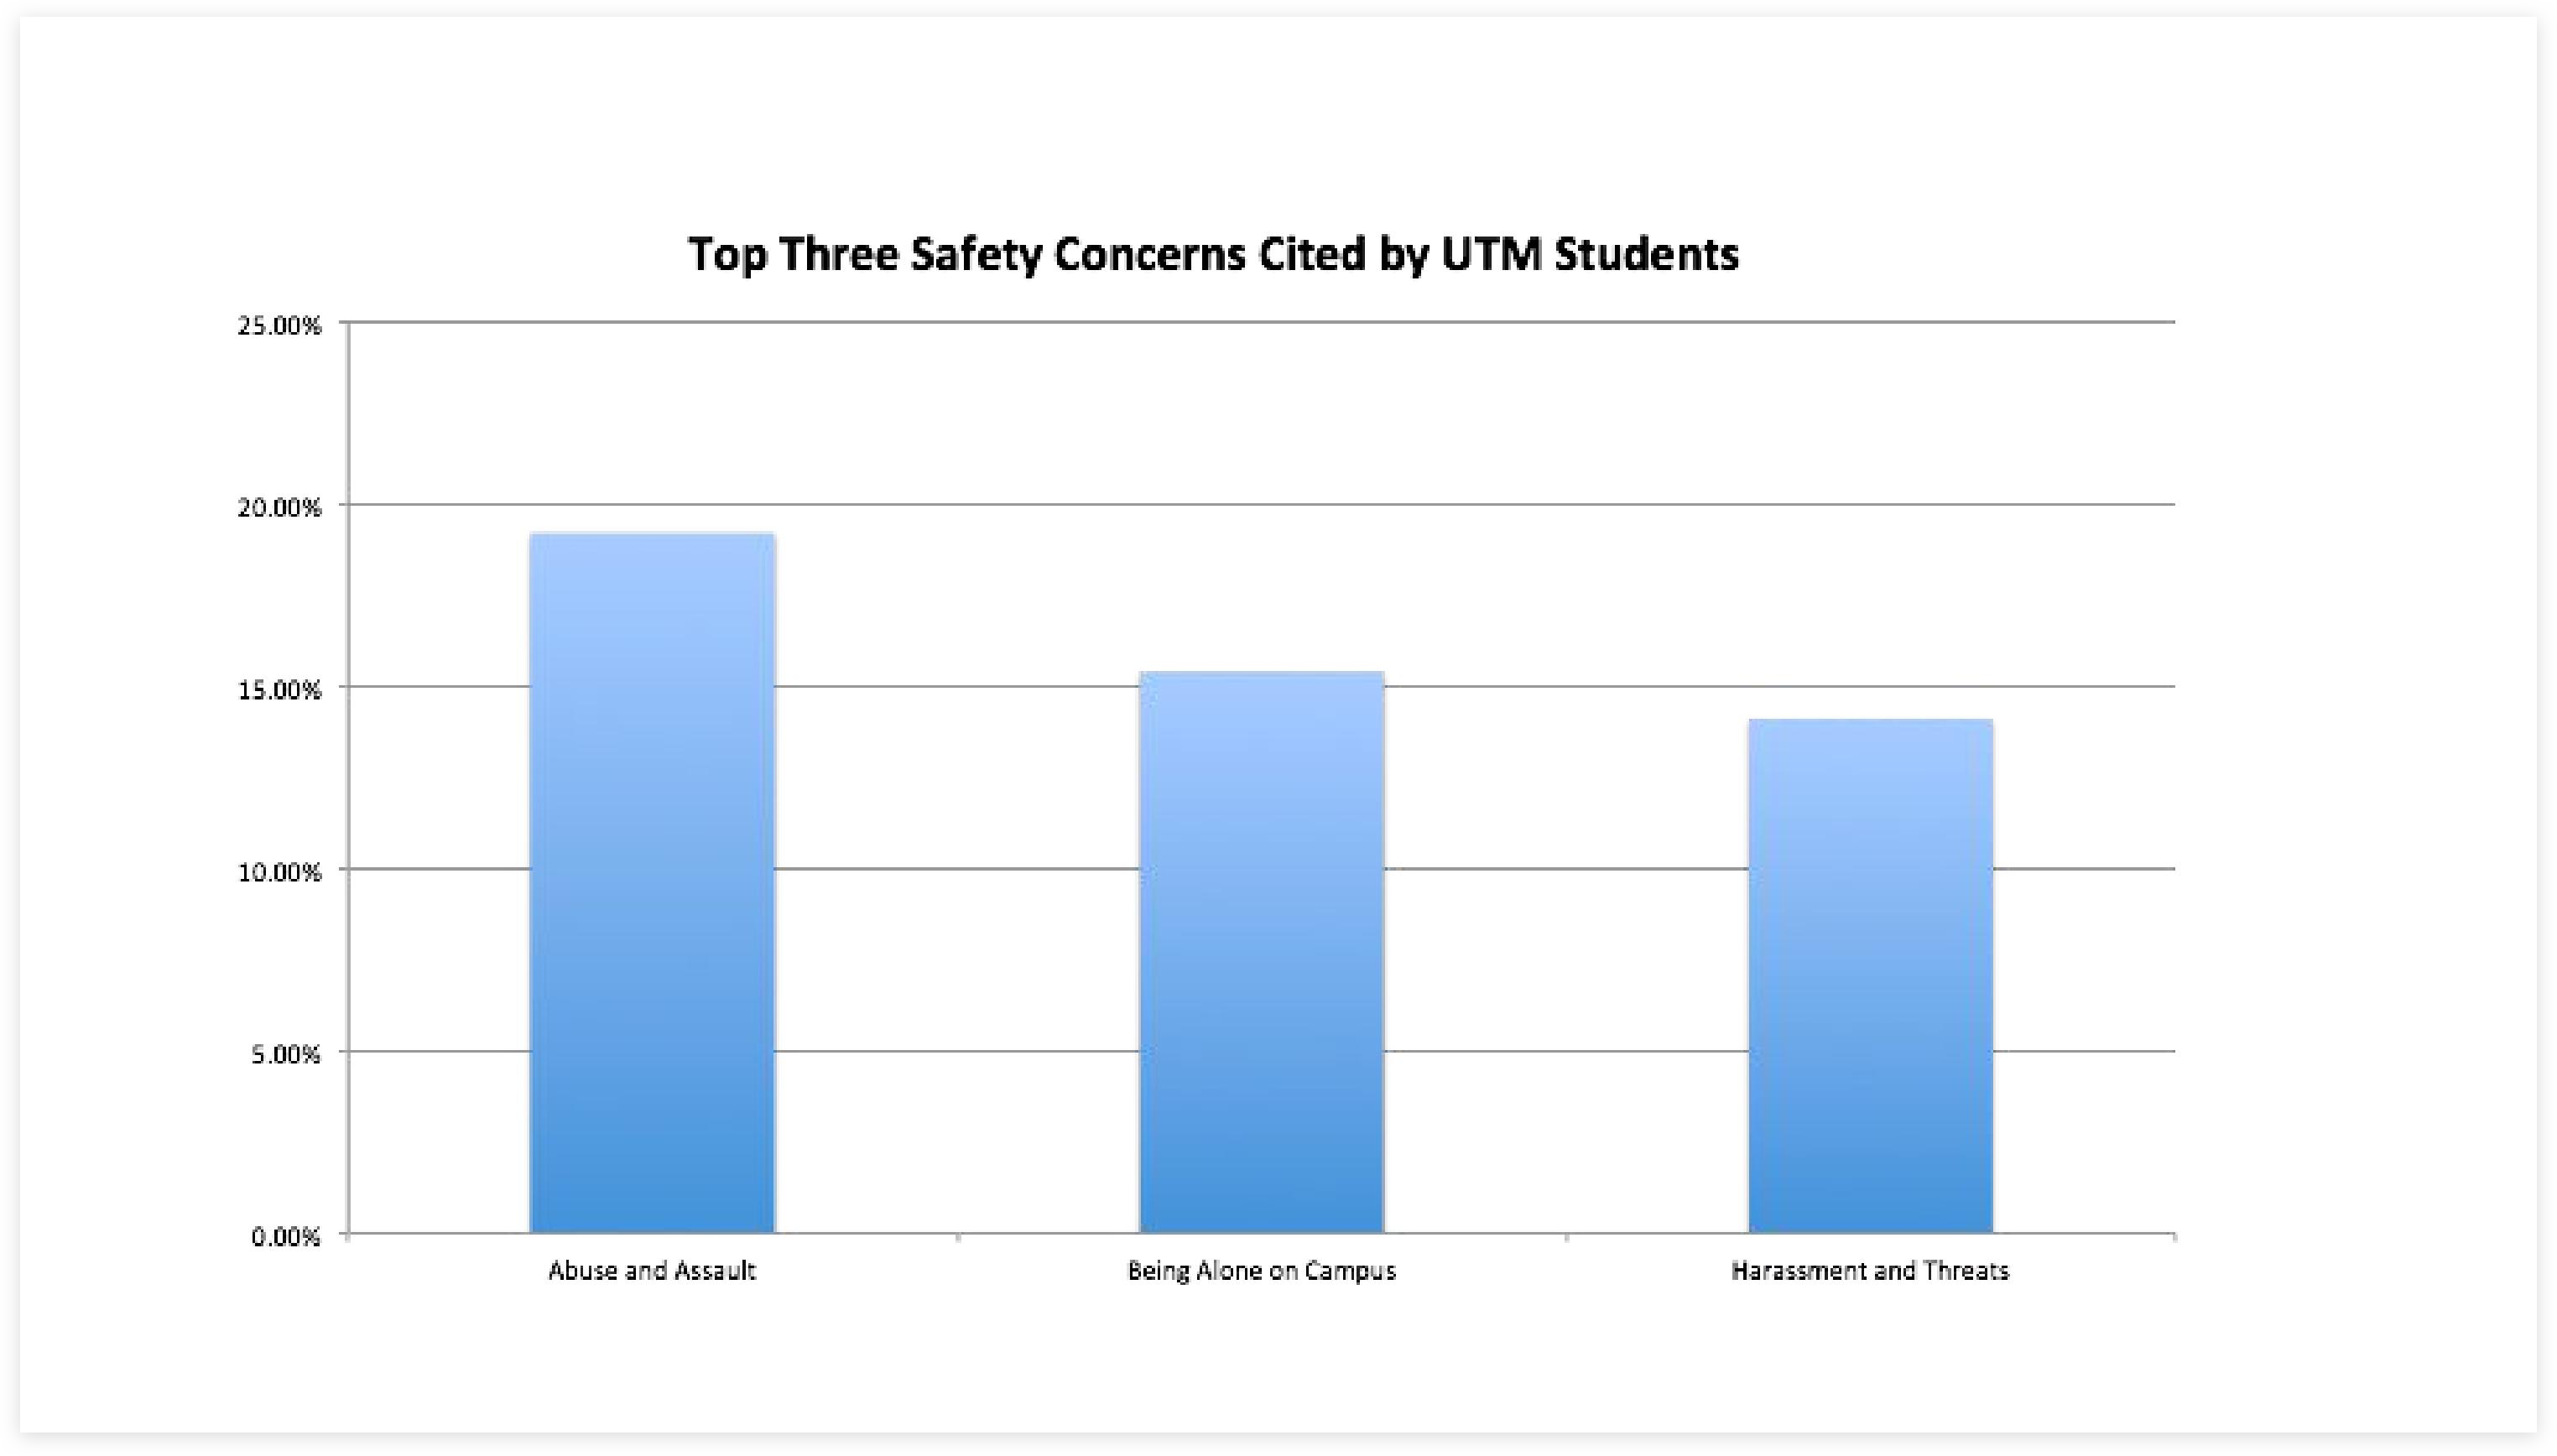 Top Three Safety Concerns Cited by UTM Students
25.00%
20.00%
15.00%
10.00%
5.00%
0.00%
Abuse and Assault
Being Alone on Campus
Harassment and Threats